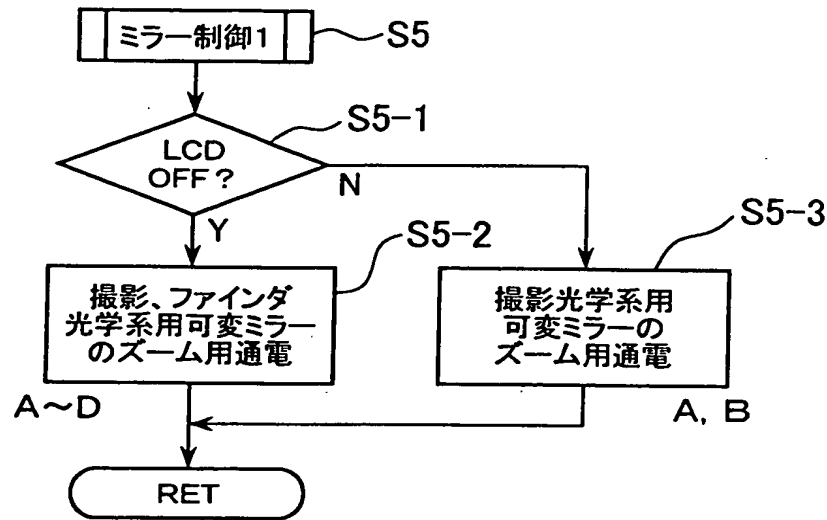 ミラー制御1
S5
S5-1
LCD
OFF?
N
Y
S5-2
S5-3
撮影、ファインダ
光学系用可変ミラー
のズーム用通電
撮影光学系用
可変ミラーの
ズーム用通電
A～D
A, B
RET